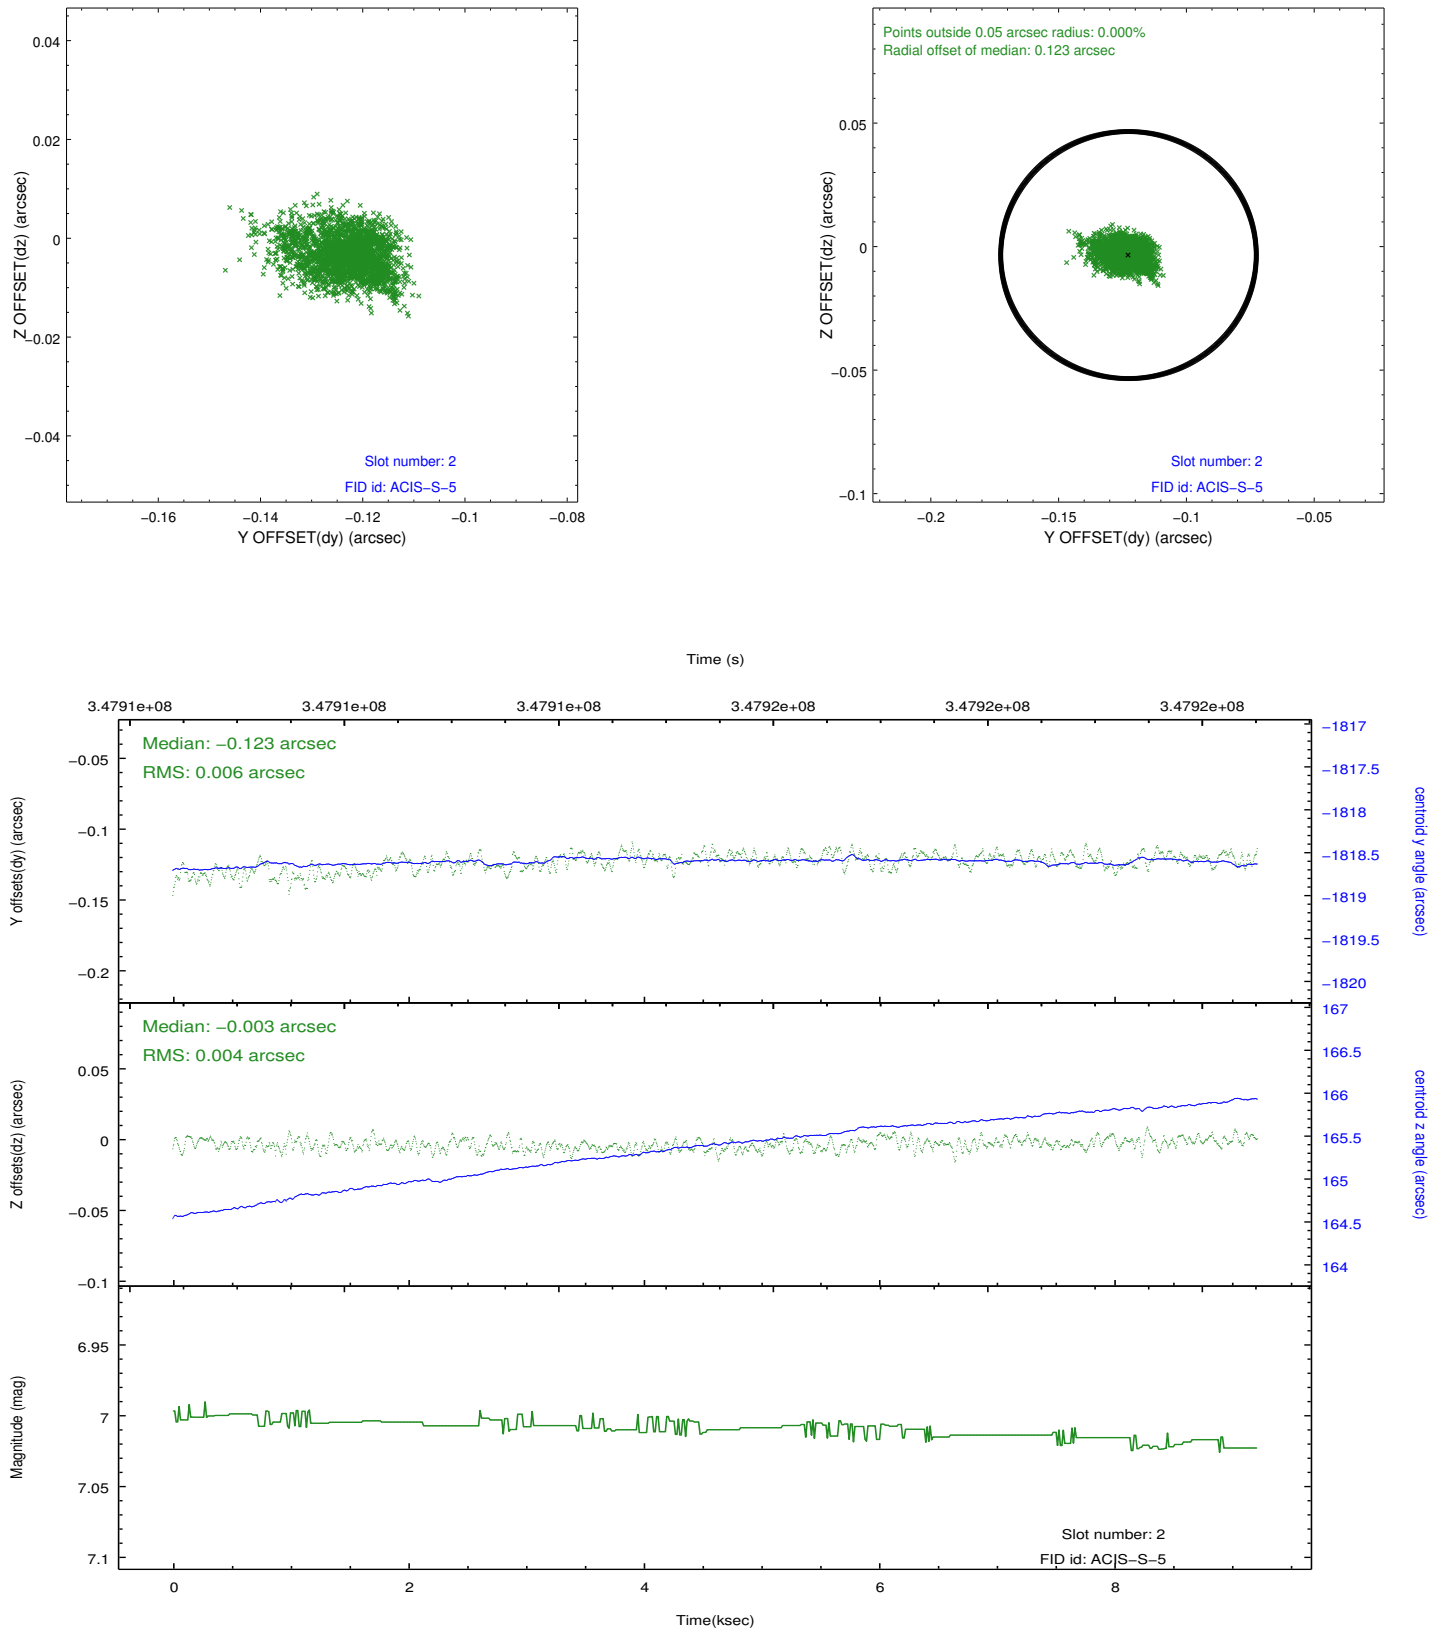 0.04
0.02
0
−0.02
−0.04
Z OFFSET(dz) (arcsec)
Slot number: 2
FID id: ACIS−S−5
−0.16
−0.14
−0.12
−0.1
−0.08
Y OFFSET(dy) (arcsec)
Points outside 0.05 arcsec radius: 0.000%
Radial offset of median: 0.123 arcsec
0.05
0
−0.05
−0.1
Z OFFSET(dz) (arcsec)
Slot number: 2
FID id: ACIS−S−5
−0.2
−0.15
−0.1
−0.05
Y OFFSET(dy) (arcsec)
Time (s)
3.4791e+08
3.4791e+08
3.4791e+08
3.4792e+08
3.4792e+08
3.4792e+08
Median: −0.123 arcsec
RMS: 0.006 arcsec
−0.05
−0.1
−0.15
−0.2
Y offsets(dy) (arcsec)
−1817
−1817.5
−1818
−1818.5
−1819
−1819.5
−1820
centroid y angle (arcsec)
Median: −0.003 arcsec
RMS: 0.004 arcsec
0.05
0
−0.05
−0.1
Z offsets(dz) (arcsec)
167
166.5
166
165.5
165
164.5
164
centroid z angle (arcsec)
6.95
7
7.05
7.1
Magnitude (mag)
Slot number: 2
FID id: ACIS−S−5
0
2
4
6
8
Time(ksec)